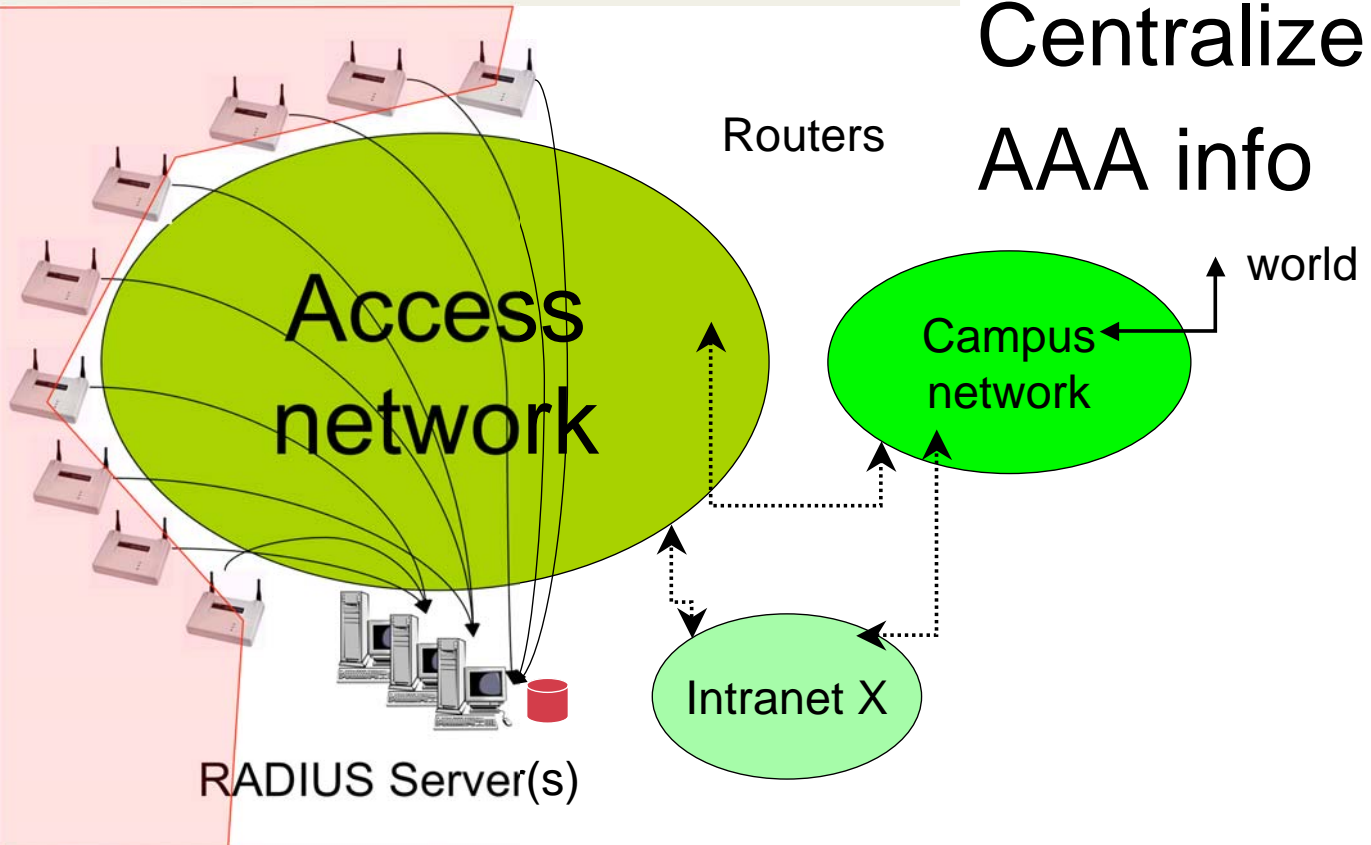 Centralize
AAA info
Routers
world
Access
network
Campus
network
Intranet X
RADIUS Server(s)